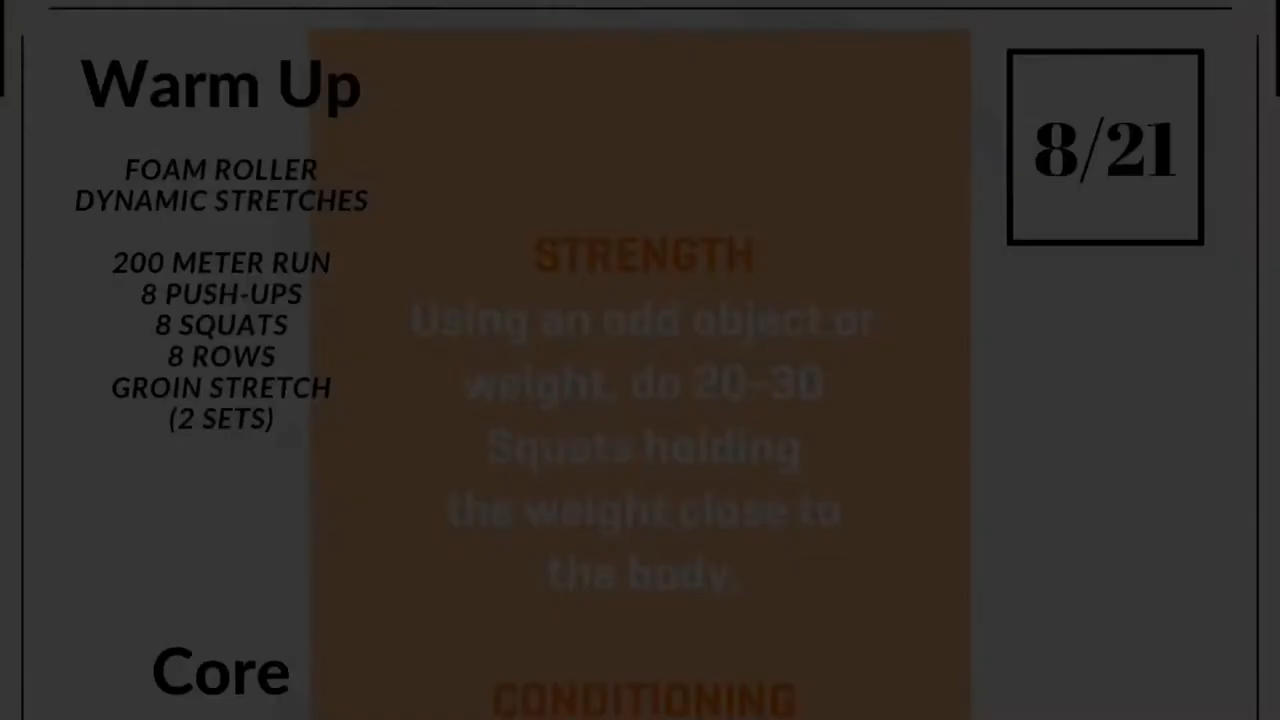 Warm Up
FOAM ROLLER
DYNAMIC STRETCHES
200 METER RUN
8 PUSH-UPS
8 SQUATS
8 ROWS
GROIN STRETCH
(2 SETS)
Core
STRENGTH
Using an odd object or
weight, do 20-30
Squats holding
the weight close to
the body.
CONDITIONING
8/21